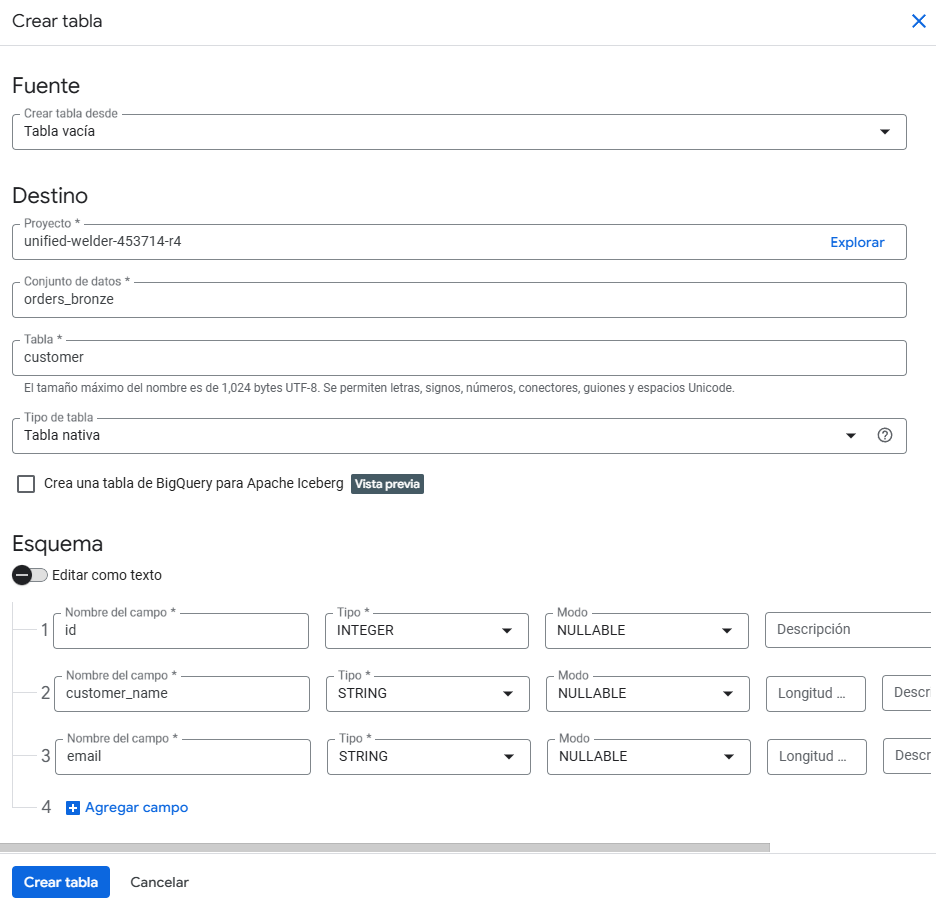 Crear tabla
Fuente
Crear tabla desde
Tabla vacía
Destino
Proyecto *
unified-welder-453714-r4 Explorar
Conjunto de datos *
orders_bronze
Tabla *
customer
El tamaño máximo del nombre es de 1,024 bytes UTF-8. Se permiten letras, signos, números, conectores, guiones y espacios Unicode.
Tipo de tabla
Tabla nativa
Crea una tabla de BigQuery para Apache Iceberg Vista previa
Esquema
Editar como texto
Nombre del campo * Tipo * Modo
1 id INTEGER NULLABLE Descripción
Nombre del campo * Tipo * Modo
2 customer_name STRING NULLABLE Longitud ... Descr
Nombre del campo * Tipo * Modo
3 email STRING NULLABLE Longitud ... Descr
4 Agregar campo
Crear tabla Cancelar